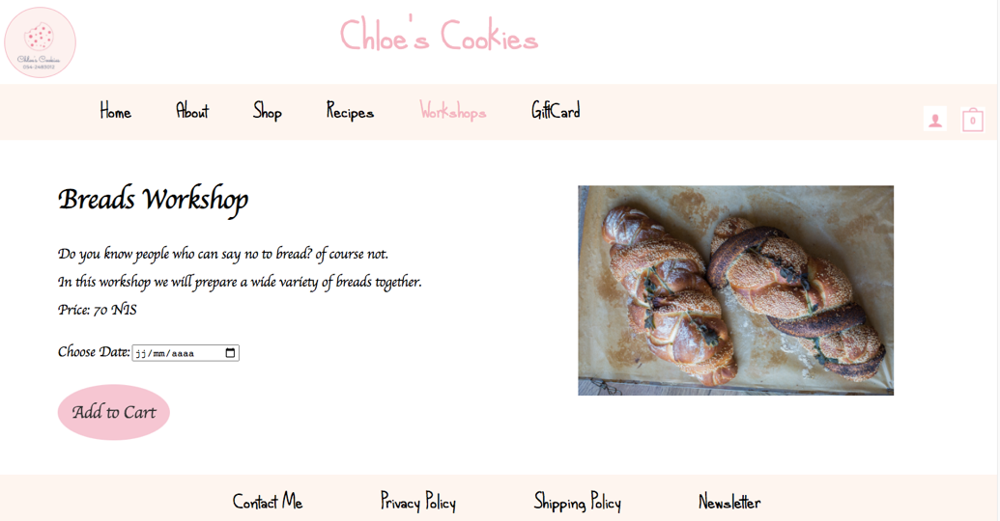 Chloe's Cookies
Chloe's Cookies
Home About Shop Recipes Workshops GiftCard
0
Breads Workshop
Do you know people who can say no to bread? of course not.
In this workshop we will prepare a wide variety of breads together.
Price: 70 NIS
Choose Date: jj/mm/aaaa
Add to Cart
Contact Me Privacy Policy Shipping Policy Newsletter